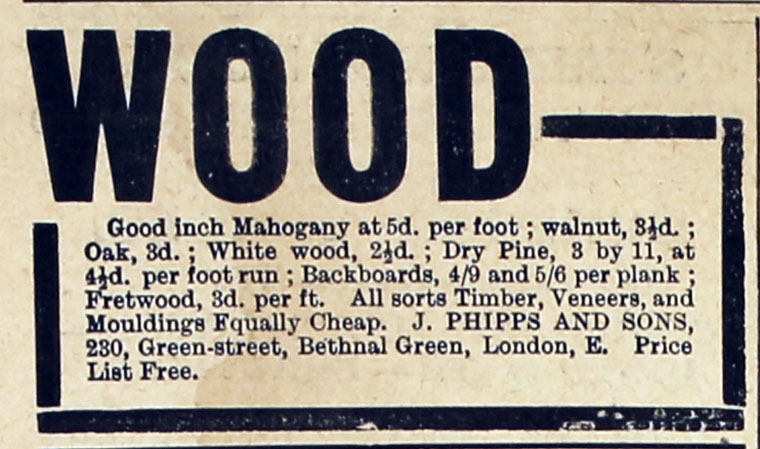 WOOD—
Good inch Mahogany at 5d. per foot ; walnut, 3½d. ;
Oak, 3d. ; White wood, 2½d. ; Dry Pine, 3 by 11, at
4½d. per foot run ; Backboards, 4/9 and 5/6 per plank ;
Fretwood, 3d. per ft. All sorts Timber, Veneers, and
Mouldings Fqually Cheap. J. PHIPPS AND SONS,
230, Green-street, Bethnal Green, London, E. Price
List Free.